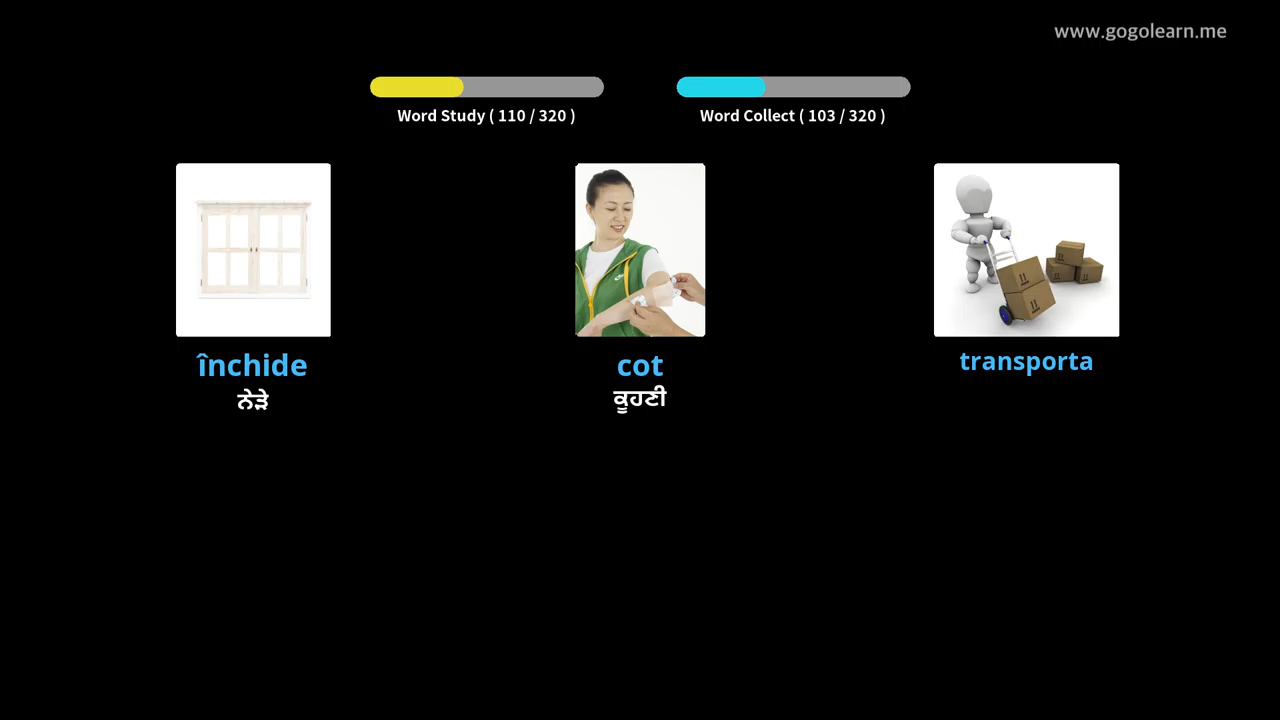 www.gogolearn.me
Word Study ( 110 / 320 )
Word Collect ( 103 / 320 )
închide
ਨੇੜੇ
cot
ਕੂਹਣੀ
transporta